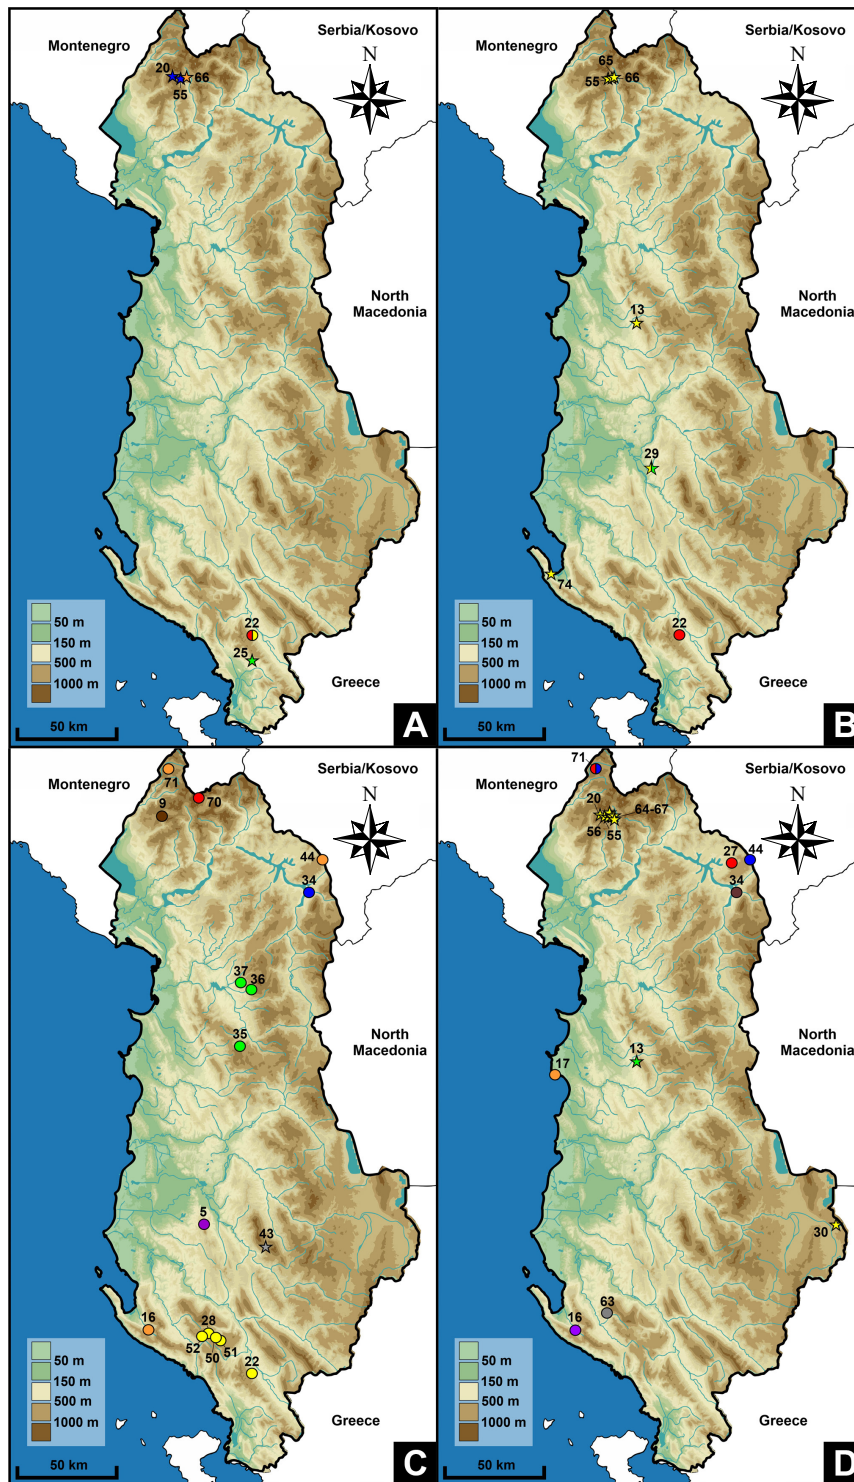 Montenegro
Serbia/Kosovo
N
20
66
55
North
Macedonia
22
25
50 m
150 m
500 m
1000 m
Greece
50 km
A
Montenegro
Serbia/Kosovo
N
65
55
66
13
North
Macedonia
29
74
22
50 m
150 m
500 m
1000 m
Greece
50 km
B
Montenegro
Serbia/Kosovo
N
71
70
9
44
34
37
36
35
North
Macedonia
5
43
16
28
52
50
51
22
50 m
150 m
500 m
1000 m
Greece
50 km
C
71
Montenegro
Serbia/Kosovo
N
20
64-67
56
55
27
44
34
North
Macedonia
13
17
30
63
16
50 m
150 m
500 m
1000 m
Greece
50 km
D